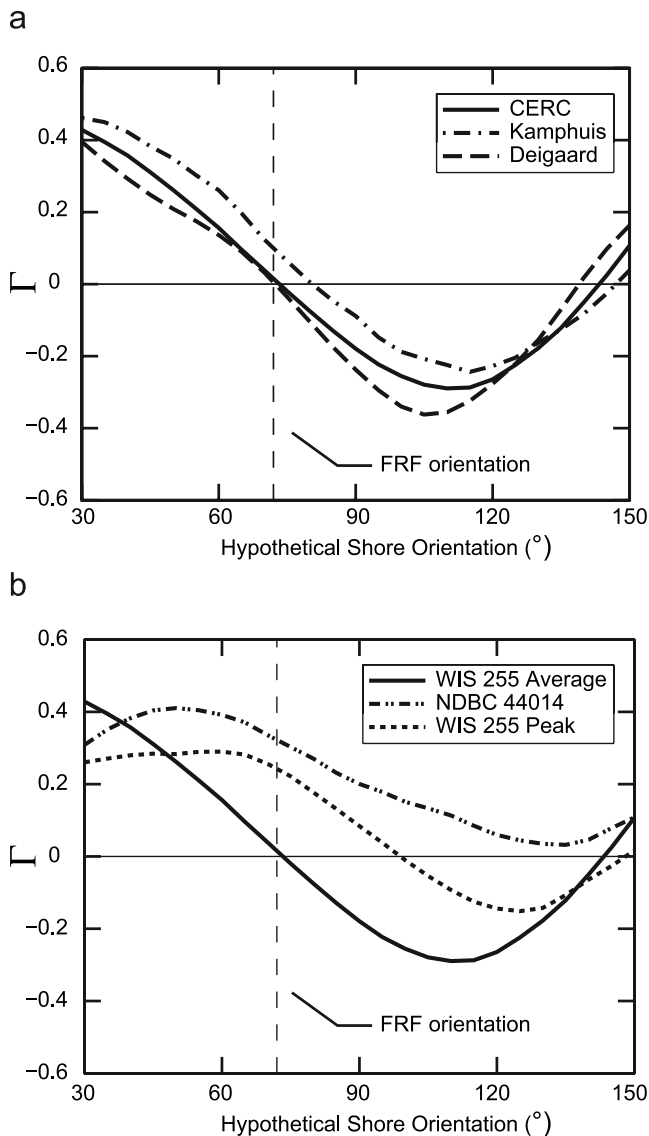 a
0.6
0.4
0.2
0
−0.2
−0.4
−0.6
Γ
CERC
Kamphuis
Deigaard
FRF orientation
30 60 90 120 150
Hypothetical Shore Orientation (°)
b
0.6
0.4
0.2
0
−0.2
−0.4
−0.6
Γ
WIS 255 Average
NDBC 44014
WIS 255 Peak
FRF orientation
30 60 90 120 150
Hypothetical Shore Orientation (°)